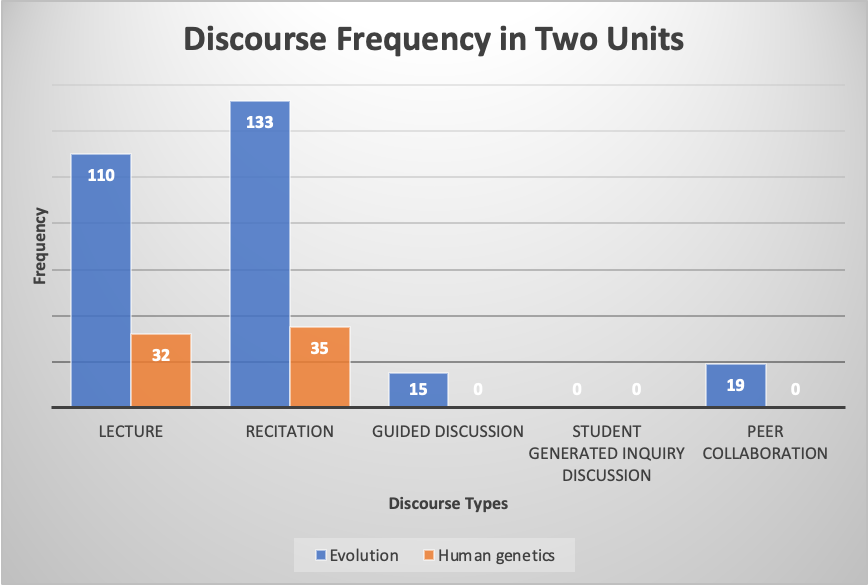 Discourse Frequency in Two Units
Frequency
110
32
133
35
15
0
0
0
19
0
LECTURE
RECITATION
GUIDED DISCUSSION
STUDENT
GENERATED INQUIRY
DISCUSSION
PEER
COLLABORATION
Discourse Types
Evolution
Human genetics